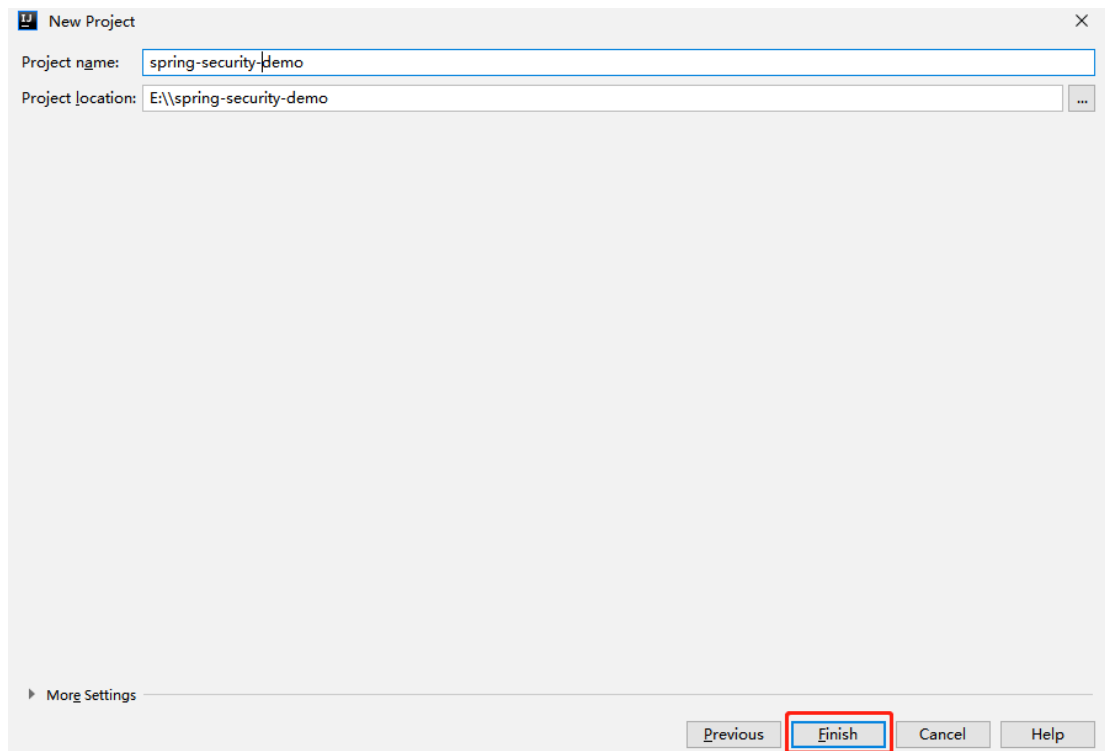 New Project
Project name: spring-security-demo
Project location: E:\\spring-security-demo ...
More Settings
Previous Finish Cancel Help